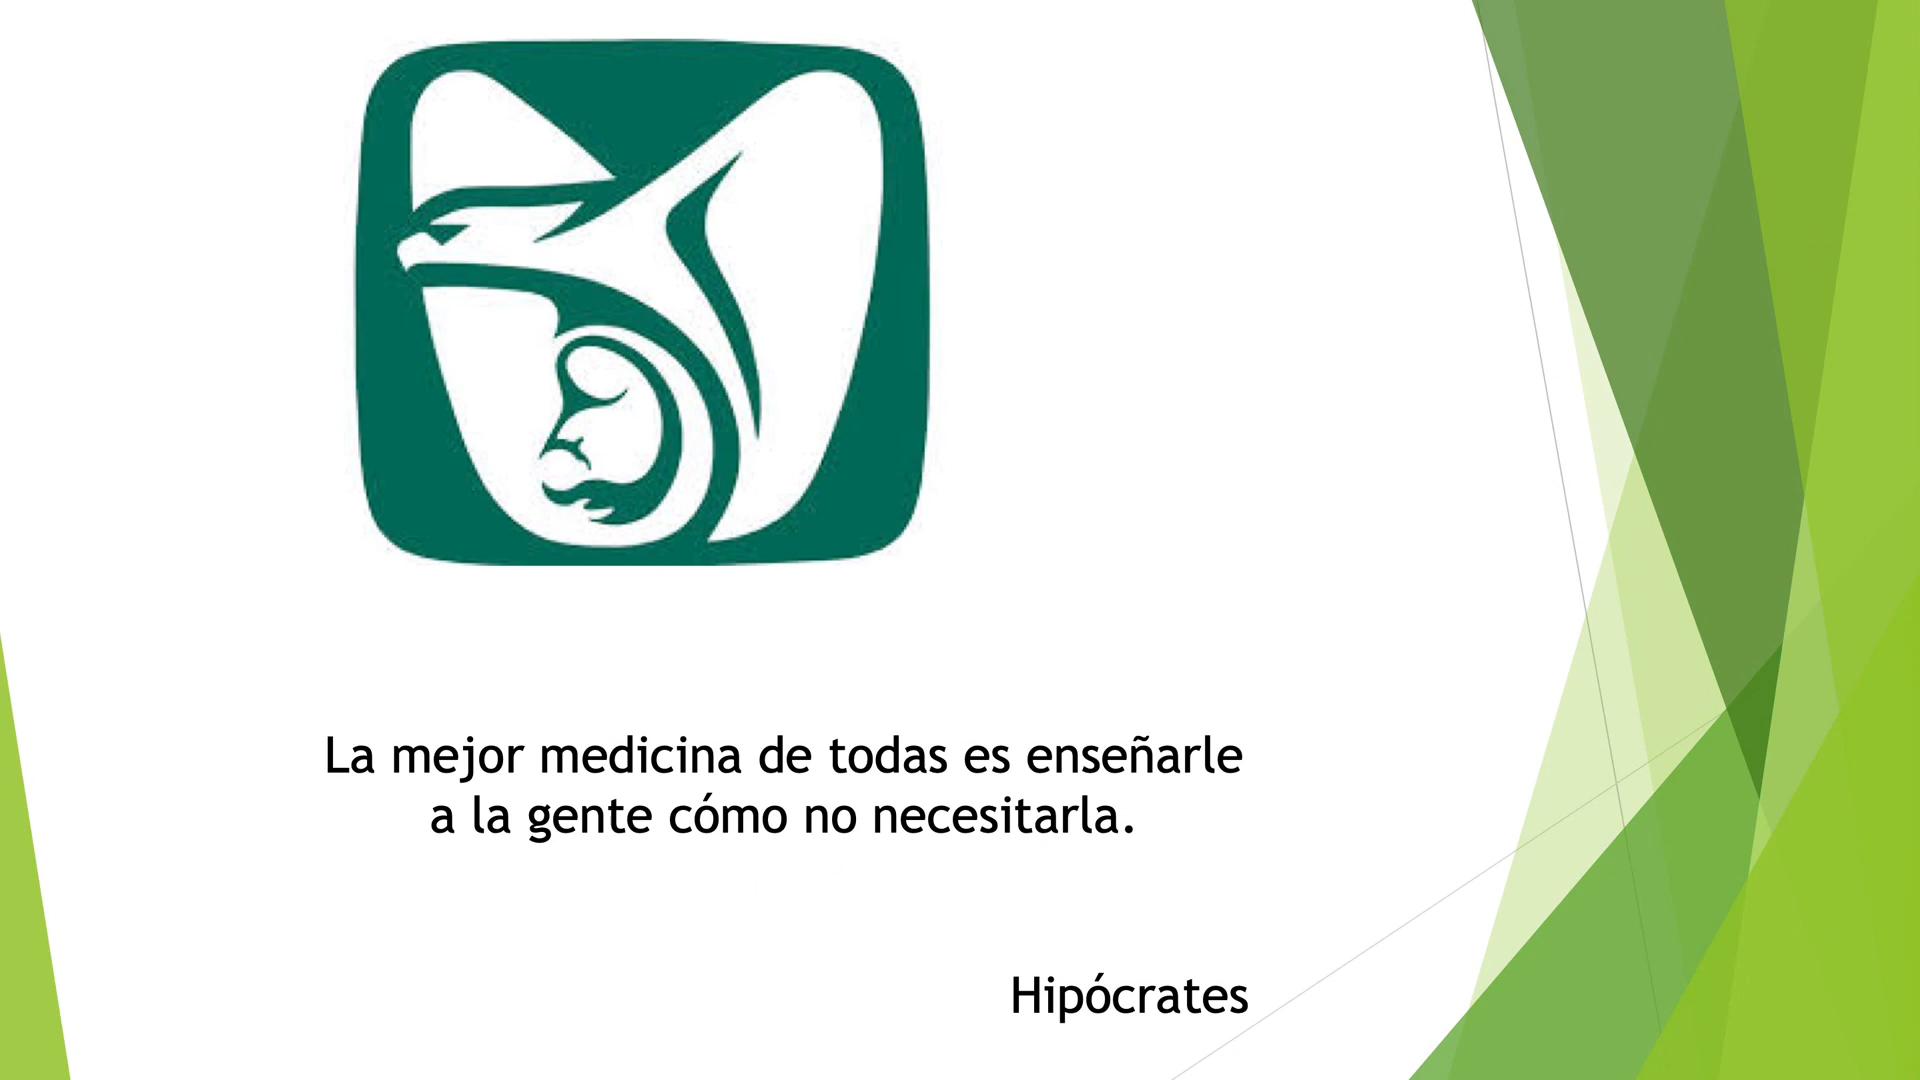 La mejor medicina de todas es enseñarle
a la gente cómo no necesitarla.
Hipócrates